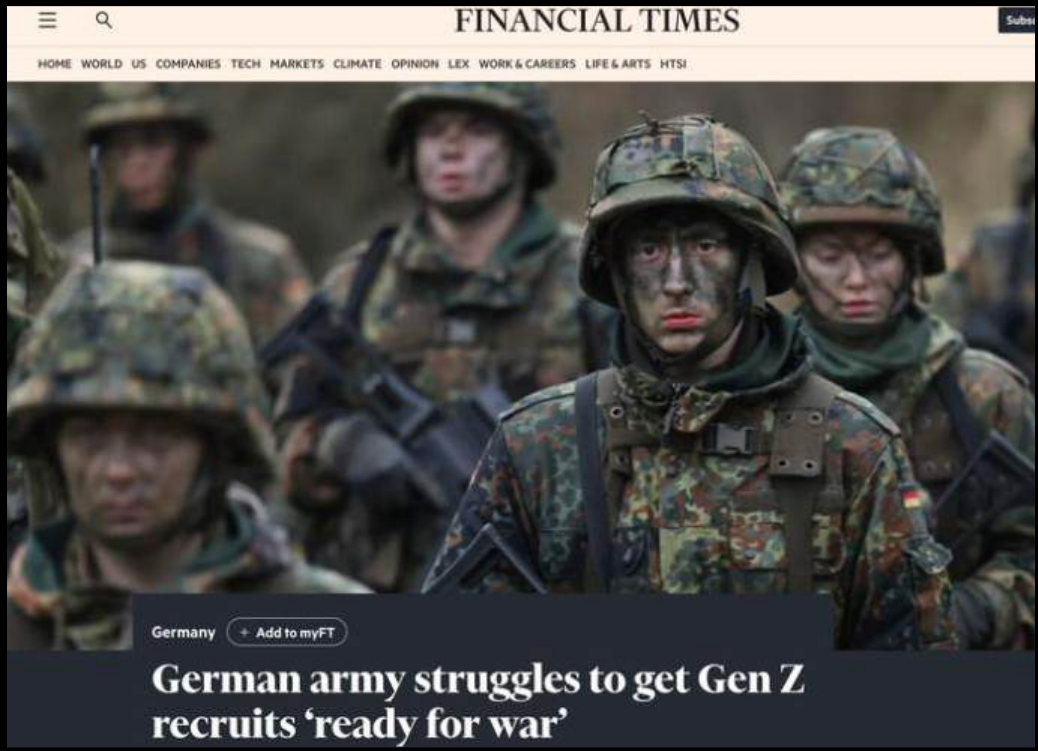 FINANCIAL TIMES
HOME WORLD US COMPANIES TECH MARKETS CLIMATE OPINION LEX WORK & CAREERS LIFE & ARTS HTSI
Germany + Add to myFT
German army struggles to get Gen Z
recruits ‘ready for war’